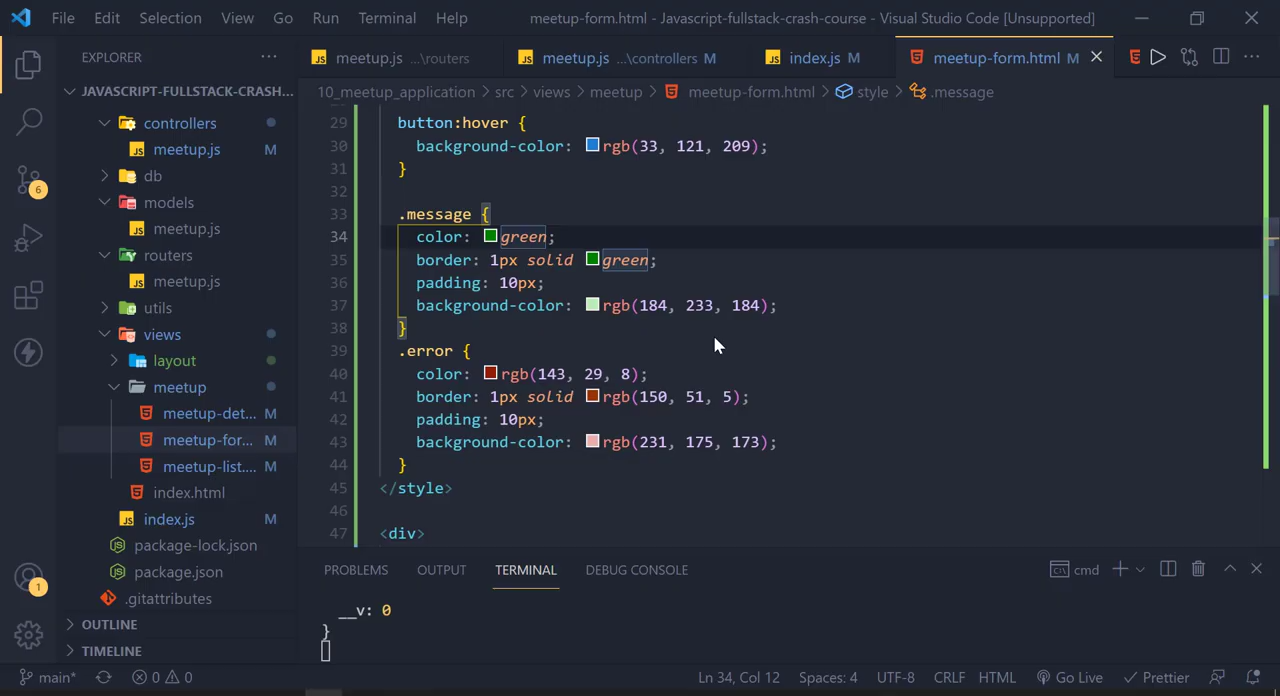 File Edit Selection View Go Run Terminal Help meetup-form.html - Javascript-fullstack-crash-course - Visual Studio Code [Unsupported]
EXPLORER
JAVASCRIPT-FULLSTACK-CRASH...
controllers
JS meetup.js M
db
models
JS meetup.js
routers
JS meetup.js
utils
views
layout
meetup
meetup-det... M
meetup-for... M
meetup-list.... M
index.html
JS index.js M
package-lock.json
package.json
.gitattributes
OUTLINE
TIMELINE
6
1
JS meetup.js ...\routers JS meetup.js ...\controllers M JS index.js M meetup-form.html M
10_meetup_application > src > views > meetup > meetup-form.html > style > .message
29 button:hover {
30 background-color: rgb(33, 121, 209);
31 }
32
33 .message {
34 color: green;
35 border: 1px solid green;
36 padding: 10px;
37 background-color: rgb(184, 233, 184);
38 }
39 .error {
40 color: rgb(143, 29, 8);
41 border: 1px solid rgb(150, 51, 5);
42 padding: 10px;
43 background-color: rgb(231, 175, 173);
44 }
45 </style>
46
47 <div>
PROBLEMS OUTPUT TERMINAL DEBUG CONSOLE cmd
__v: 0
}
main* 0 0 Ln 34, Col 12 Spaces: 4 UTF-8 CRLF HTML Go Live Prettier